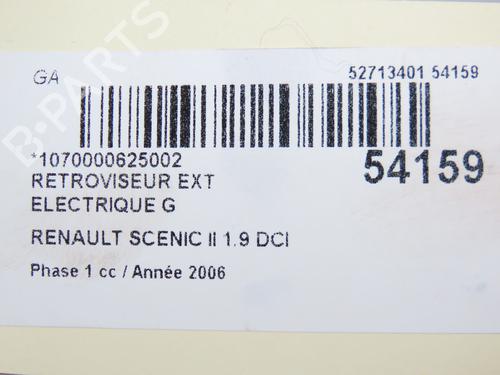 GA
52713401 54159
*1070000625002
54159
RETROVISEUR EXT
ELECTRIQUE G
RENAULT SCENIC II 1.9 DCI
Phase 1 cc / Année 2006
B-PARTS